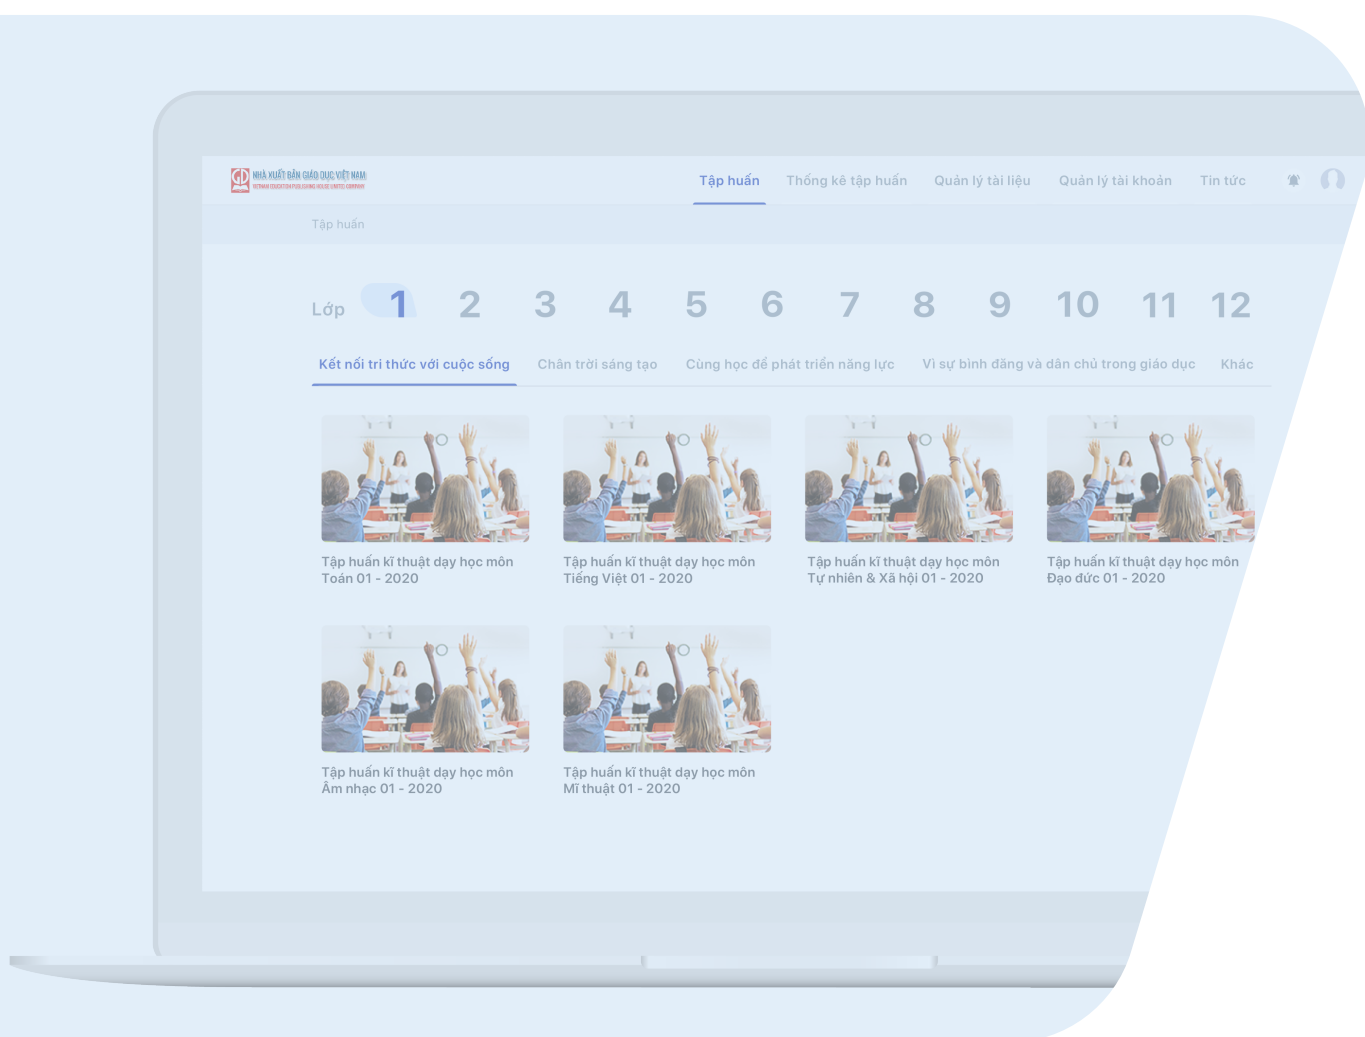 NHÀ XUẤT BẢN GIÁO DỤC VIỆT NAM
VIETNAM EDUCATION PUBLISHING HOUSE LIMITED COMPANY
Tập huấn Thống kê tập huấn Quản lý tài liệu Quản lý tài khoản Tin tức
Tập huấn
Lớp 1 2 3 4 5 6 7 8 9 10 11 12
Kết nối tri thức với cuộc sống Chân trời sáng tạo Cùng học để phát triển năng lực Vì sự bình đẳng và dân chủ trong giáo dục Khác
Tập huấn kĩ thuật dạy học môn
Toán 01 - 2020
Tập huấn kĩ thuật dạy học môn
Tiếng Việt 01 - 2020
Tập huấn kĩ thuật dạy học môn
Tự nhiên & Xã hội 01 - 2020
Tập huấn kĩ thuật dạy học môn
Đạo đức 01 - 2020
Tập huấn kĩ thuật dạy học môn
Âm nhạc 01 - 2020
Tập huấn kĩ thuật dạy học môn
Mĩ thuật 01 - 2020